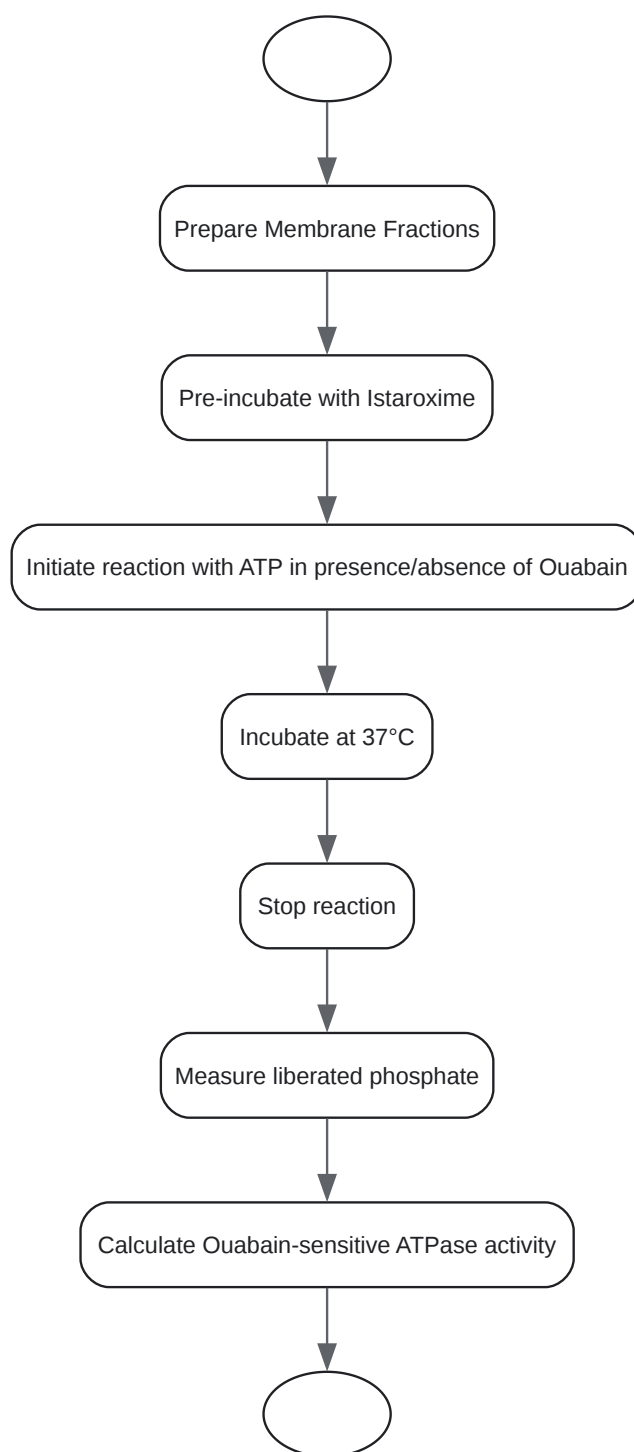 Prepare Membrane Fractions
Pre-incubate with Istaroxime
Initiate reaction with ATP in presence/absence of Ouabain
Incubate at 37°C
Stop reaction
Measure liberated phosphate
Calculate Ouabain-sensitive ATPase activity